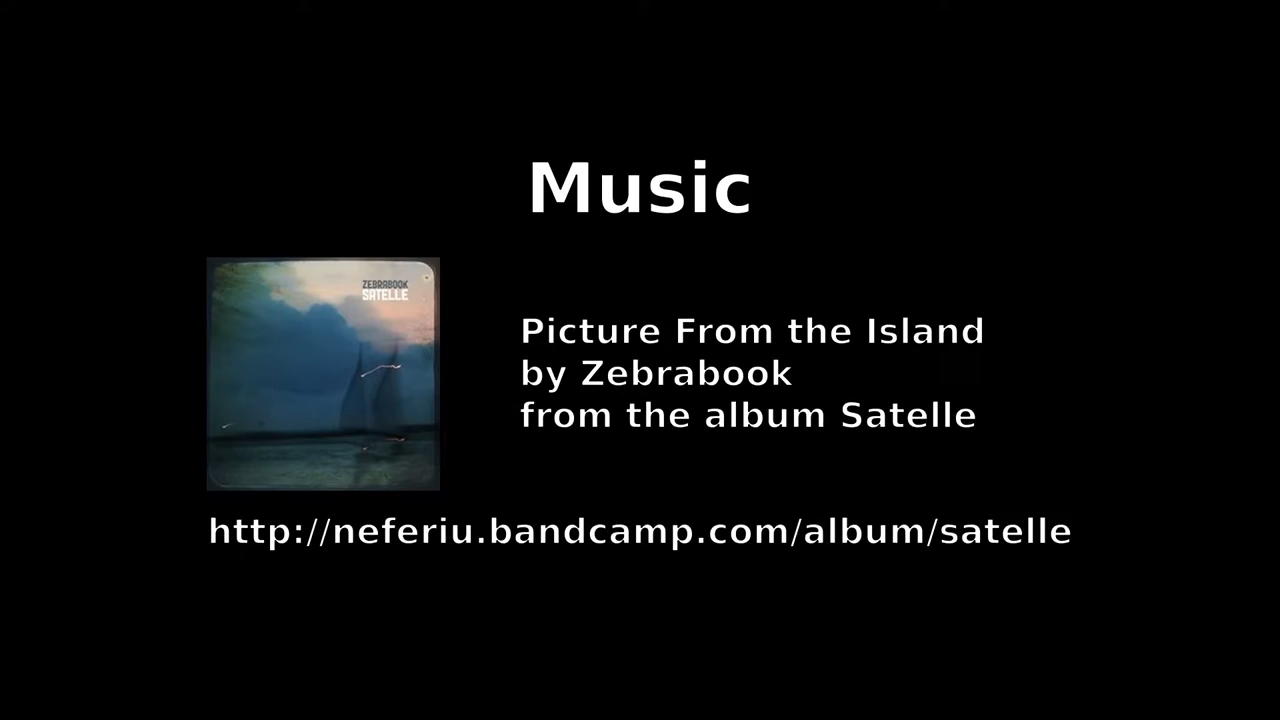 Music
ZEBRABOOK
SATELLE
Picture From the Island
by Zebrabook
from the album Satelle
http://neferiu.bandcamp.com/album/satelle